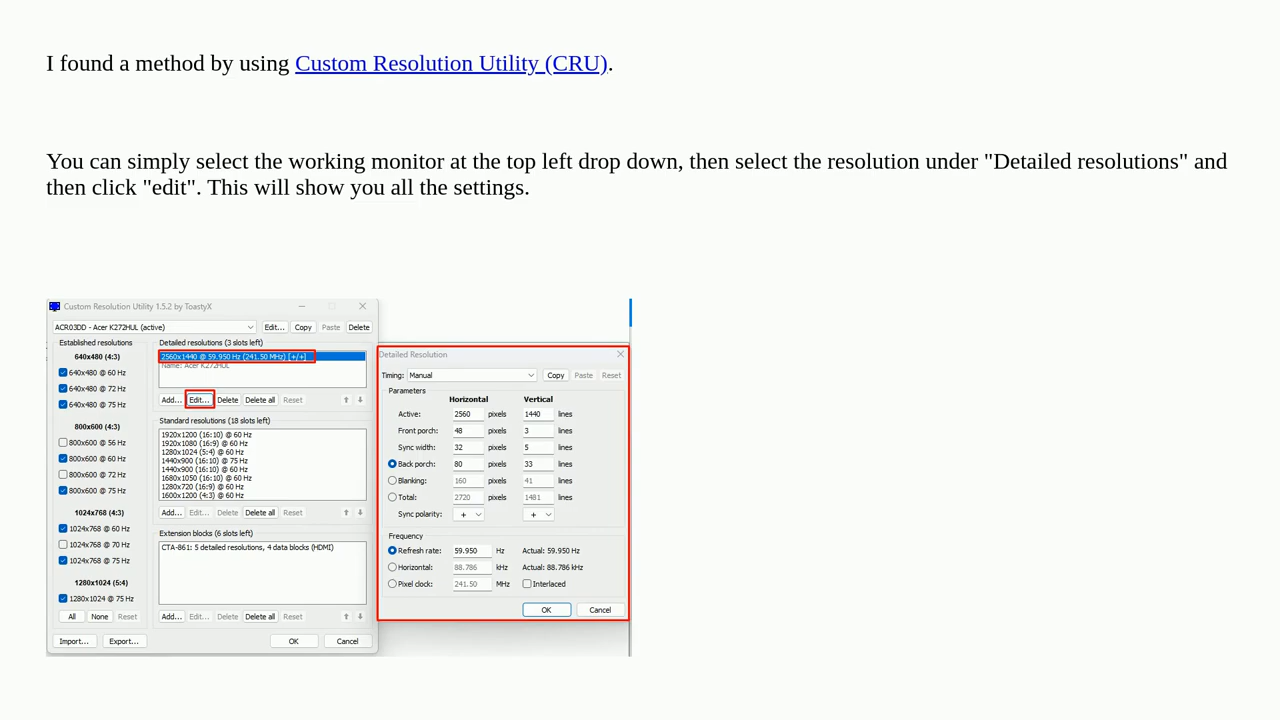 I found a method by using Custom Resolution Utility (CRU).
You can simply select the working monitor at the top left drop down, then select the resolution under "Detailed resolutions" and
then click "edit". This will show you all the settings.
Custom Resolution Utility 1.5.2 by ToastyX
ACR03DD - Acer K272HUL (active)
Edit... Copy Paste Delete
Established resolutions
640x480 (4:3)
640x480 @ 60 Hz
640x480 @ 72 Hz
640x480 @ 75 Hz
800x600 (4:3)
800x600 @ 56 Hz
800x600 @ 60 Hz
800x600 @ 72 Hz
800x600 @ 75 Hz
1024x768 (4:3)
1024x768 @ 60 Hz
1024x768 @ 70 Hz
1024x768 @ 75 Hz
1280x1024 (5:4)
1280x1024 @ 75 Hz
All None Reset
Import... Export...
Detailed resolutions (3 slots left)
2560x1440 @ 59.950 Hz (241.50 MHz) [+/+]
Name: Acer K272HUL
Add... Edit... Delete Delete all Reset
Standard resolutions (18 slots left)
1920x1200 (16:10) @ 60 Hz
1920x1080 (16:9) @ 60 Hz
1280x1024 (5:4) @ 60 Hz
1440x900 (16:10) @ 75 Hz
1440x900 (16:10) @ 60 Hz
1680x1050 (16:10) @ 60 Hz
1280x720 (16:9) @ 60 Hz
1600x1200 (4:3) @ 60 Hz
Add... Edit... Delete Delete all Reset
Extension blocks (6 slots left)
CTA-861: 5 detailed resolutions, 4 data blocks (HDMI)
Add... Edit... Delete Delete all Reset
OK Cancel
Detailed Resolution
Timing: Manual Copy Paste Reset
Parameters
Horizontal Vertical
Active: 2560 pixels 1440 lines
Front porch: 48 pixels 3 lines
Sync width: 32 pixels 5 lines
Back porch: 80 pixels 33 lines
Blanking: 160 pixels 41 lines
Total: 2720 pixels 1481 lines
Sync polarity: + +
Frequency
Refresh rate: 59.950 Hz Actual: 59.950 Hz
Horizontal: 88.786 kHz Actual: 88.786 kHz
Pixel clock: 241.50 MHz Interlaced
OK Cancel